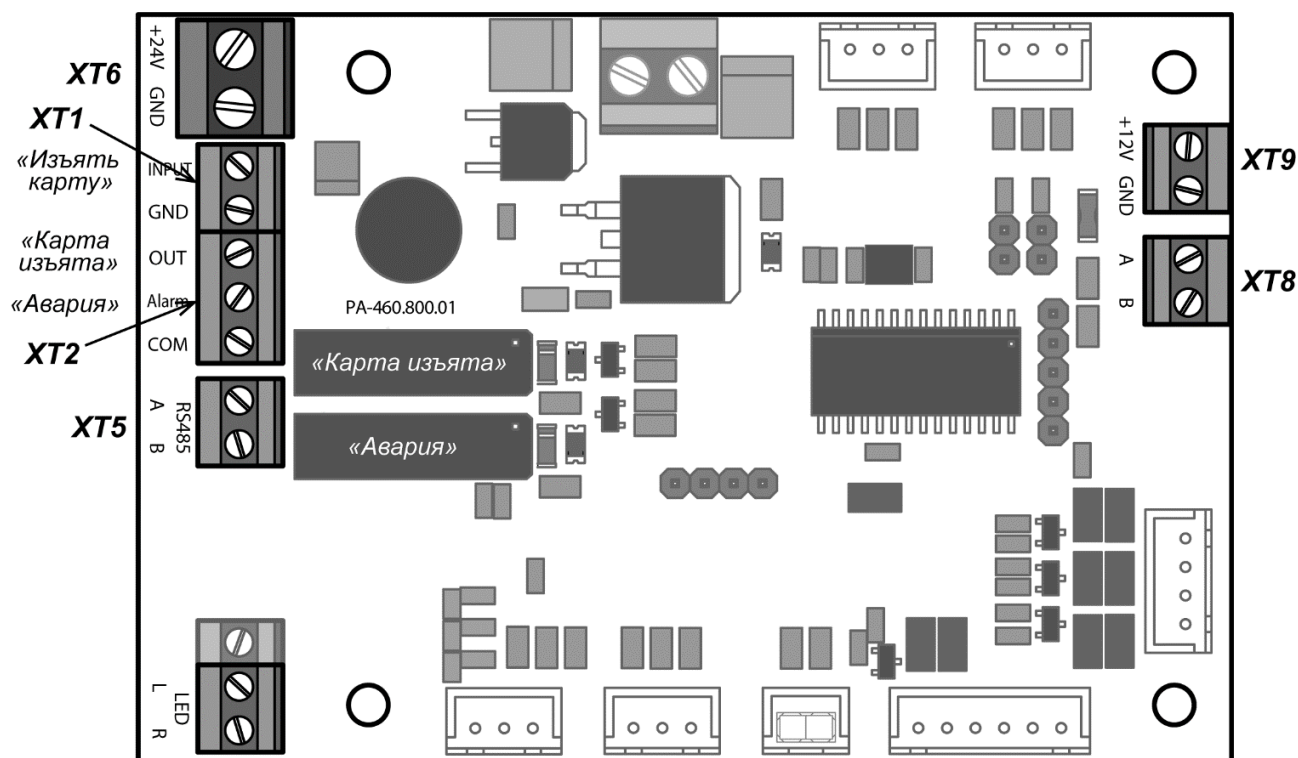 XT6
+24V
GND
XT1
«Изъять
карту»
INPUT
GND
«Карта
изъята»
OUT
«Авария»
Alarm
XT2
COM
XT5
A
B
RS485
PA-460.800.01
«Карта изъята»
«Авария»
L
R
LED
+12V
GND
XT9
A
B
XT8